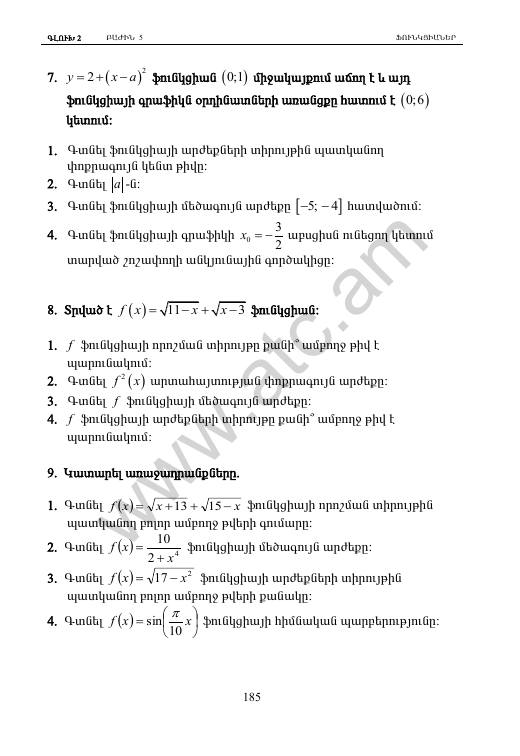 ԳԼՈՒԽ 2 ԲԱԺԻՆ 5 ՖՈՒՆԿՑԻԱՆԵՐ
7. y = 2 + (x − a)² ֆունկցիան (0;1) միջակայքում աճող է և այդ
ֆունկցիայի գրաֆիկն օրդինատների առանցքը հատում է (0;6)
կետում:
1. Գտնել ֆունկցիայի արժեքների տիրույթին պատկանող
փոքրագույն կենտ թիվը:
2. Գտնել |a|-ն:
3. Գտնել ֆունկցիայի մեծագույն արժեքը [−5; −4] հատվածում:
4. Գտնել ֆունկցիայի գրաֆիկի x₀ = −3/2 աբսցիսն ունեցող կետում
տարված շոշափողի անկյունային գործակիցը:
8. Տրված է f(x) = √(11 − x) + √(x − 3) ֆունկցիան:
1. f ֆունկցիայի որոշման տիրույթը քանի՞ ամբողջ թիվ է
պարունակում:
2. Գտնել f²(x) արտահայտության փոքրագույն արժեքը:
3. Գտնել f ֆունկցիայի մեծագույն արժեքը:
4. f ֆունկցիայի արժեքների տիրույթը քանի՞ ամբողջ թիվ է
պարունակում:
9. Կատարել առաջադրանքները.
1. Գտնել f(x) = √(x + 13) + √(15 − x) ֆունկցիայի որոշման տիրույթին
պատկանող բոլոր ամբողջ թվերի գումարը:
2. Գտնել f(x) = 10/(2 + x⁴) ֆունկցիայի մեծագույն արժեքը:
3. Գտնել f(x) = √(17 − x²) ֆունկցիայի արժեքների տիրույթին
պատկանող բոլոր ամբողջ թվերի քանակը:
4. Գտնել f(x) = sin(π/10 x) ֆունկցիայի հիմնական պարբերությունը:
www.atc.am
185